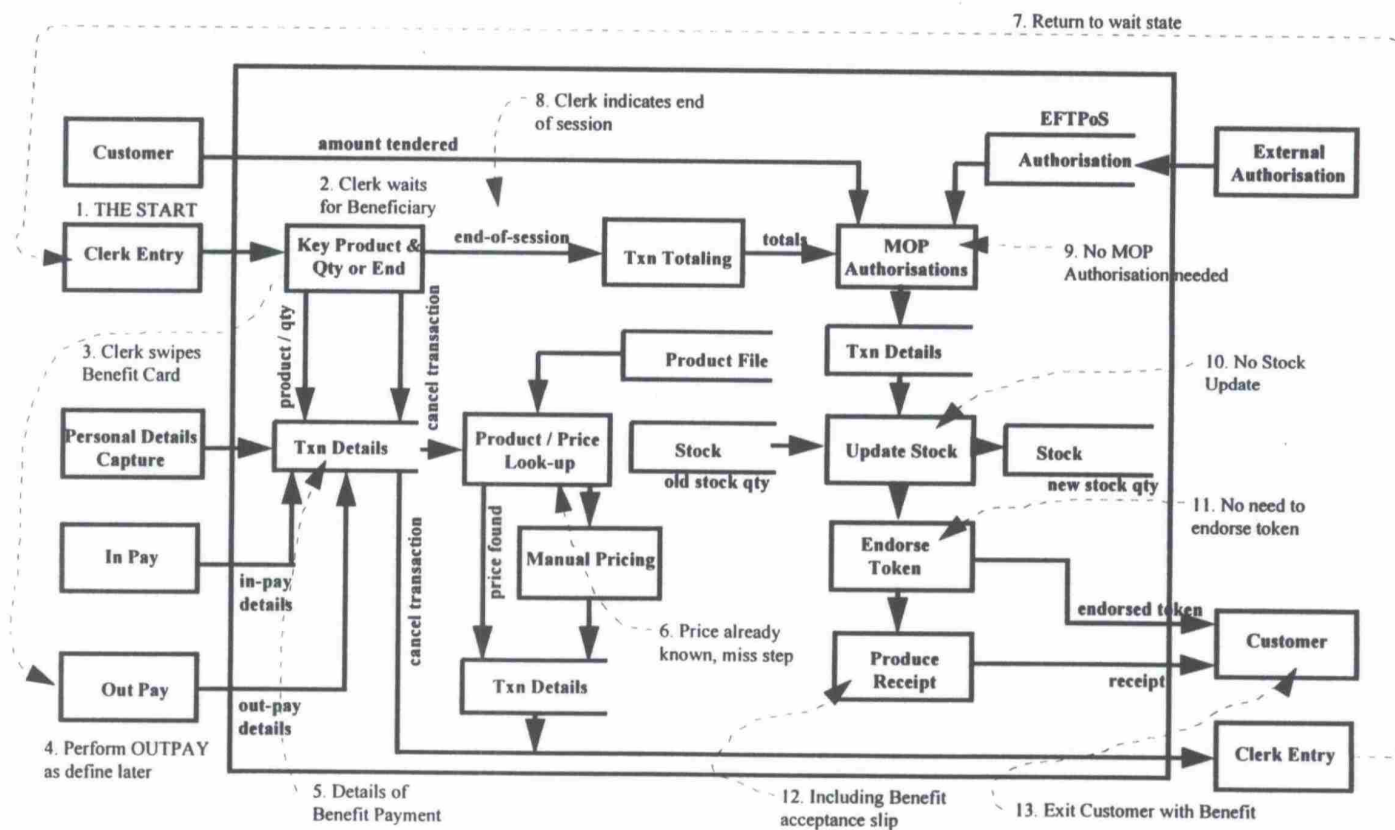 7. Return to wait state
8. Clerk indicates end
of session
EFTPoS
Customer
amount tendered
Authorisation
External
Authorisation
1. THE START
2. Clerk waits
for Beneficiary
Clerk Entry
Key Product &
Qty or End
end-of-session
Txn Totaling
totals
MOP
Authorisations
9. No MOP
Authorisation needed
product / qty
cancel transaction
3. Clerk swipes
Benefit Card
Product File
Txn Details
10. No Stock
Update
Personal Details
Capture
Txn Details
Product / Price
Look-up
Stock
old stock qty
Update Stock
Stock
new stock qty
11. No need to
endorse token
In Pay
in-pay
details
cancel transaction
price found
Manual Pricing
Endorse
Token
endorsed token
Customer
6. Price already
known, miss step
Out Pay
out-pay
details
Txn Details
Produce
Receipt
receipt
4. Perform OUTPAY
as define later
Clerk Entry
5. Details of
Benefit Payment
12. Including Benefit
acceptance slip
13. Exit Customer with Benefit